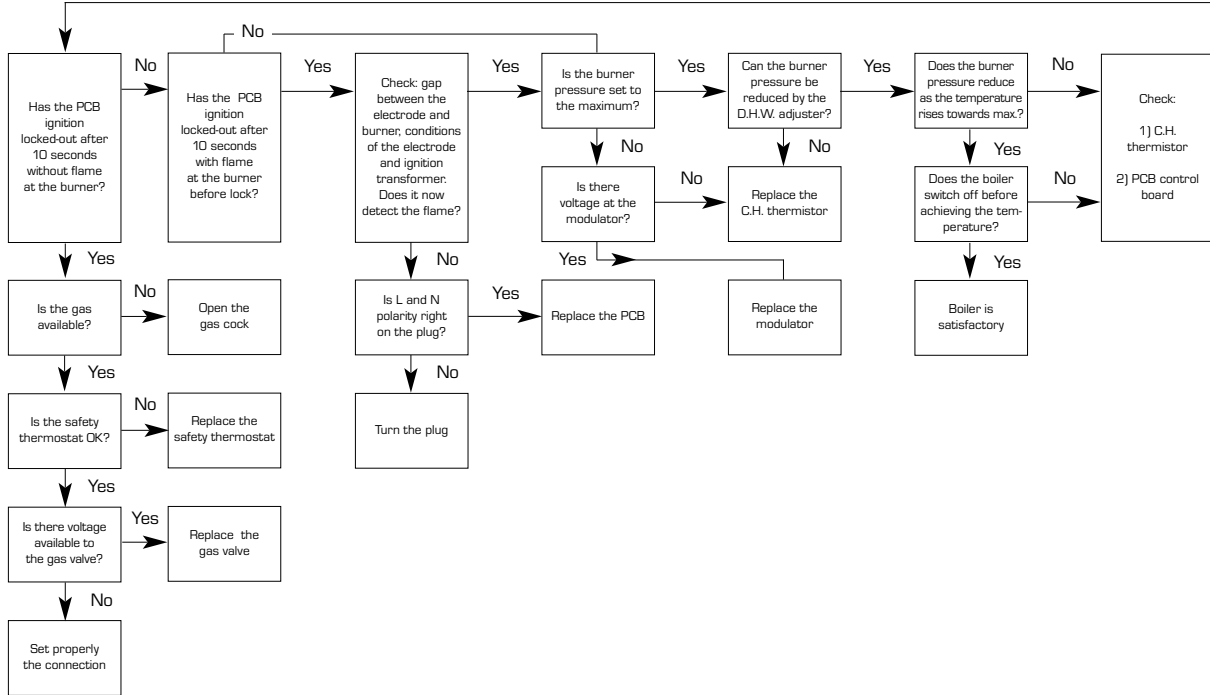 No
Has the PCB
ignition
locked-out after
10 seconds
without flame
at the burner?
No
Has the PCB
ignition
locked-out after
10 seconds
with flame
at the burner
before lock?
Yes
Check: gap
between the
electrode and
burner, conditions
of the electrode
and ignition
transformer.
Does it now
detect the flame?
Yes
Is the burner
pressure set to
the maximum?
Yes
Can the burner
pressure be
reduced by the
D.H.W. adjuster?
Yes
Does the burner
pressure reduce
as the temperature
rises towards max.?
No
Check:
1) C.H.
thermistor
2) PCB control
board
No
No
Yes
Is there
voltage at the
modulator?
No
Replace the
C.H. thermistor
Does the boiler
switch off before
achieving the tem-
perature?
No
Yes
No
Yes
Yes
Is the gas
available?
No
Open the
gas cock
Is L and N
polarity right
on the plug?
Yes
Replace the PCB
Replace the
modulator
Boiler is
satisfactory
Yes
No
Is the safety
thermostat OK?
No
Replace the
safety thermostat
Turn the plug
Yes
Is there voltage
available to
the gas valve?
Yes
Replace the
gas valve
No
Set properly
the connection